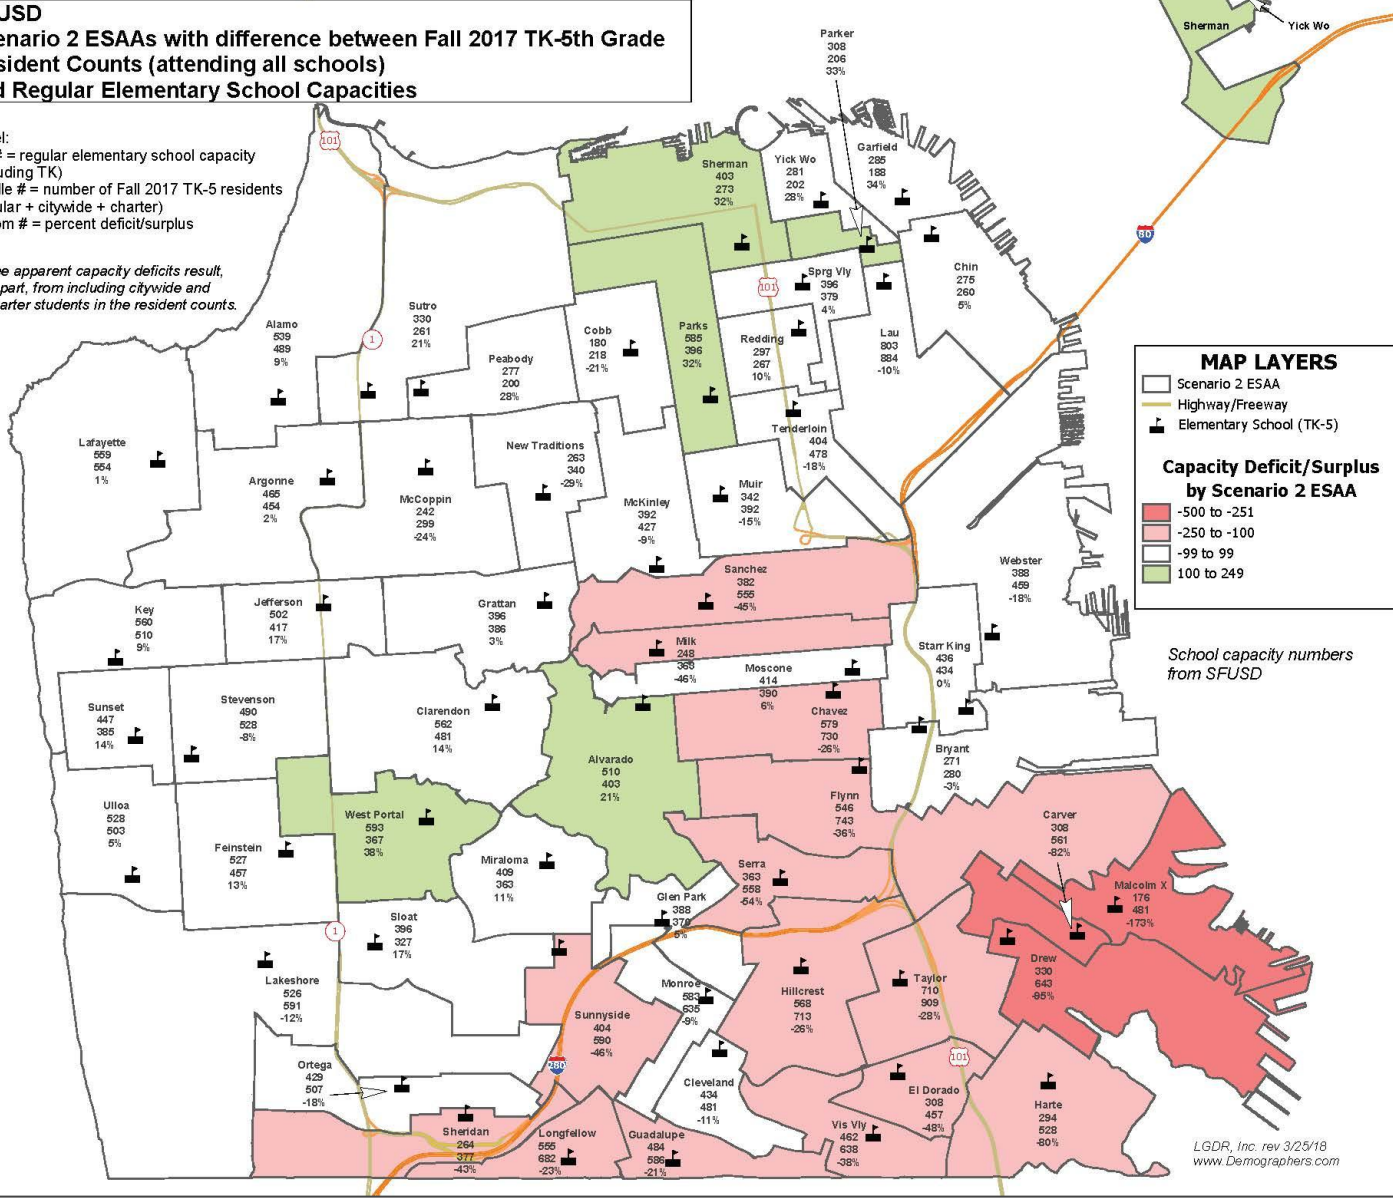 USD
enario 2 ESAAs with difference between Fall 2017 TK-5th Grade
sident Counts (attending all schools)
d Regular Elementary School Capacities
el:
# = regular elementary school capacity
uding TK)
lle # = number of Fall 2017 TK-5 residents
ular + citywide + charter)
om # = percent deficit/surplus
e apparent capacity deficits result,
part, from including citywide and
arter students in the resident counts.
Sherman
Yick Wo
Parker
308
206
33%
101
Sherman
403
273
32%
Yick Wo
281
202
28%
Garfield
285
188
34%
80
Chin
275
260
5%
Sprg Vly
396
379
4%
101
Alamo
539
489
9%
Sutro
330
261
21%
1
Peabody
277
200
28%
Cobb
180
218
-21%
Parks
585
396
32%
Redding
297
267
10%
Lau
803
884
-10%
MAP LAYERS
Scenario 2 ESAA
Highway/Freeway
Elementary School (TK-5)
Capacity Deficit/Surplus
by Scenario 2 ESAA
-500 to -251
-250 to -100
-99 to 99
100 to 249
School capacity numbers
from SFUSD
Lafayette
559
554
1%
Argonne
465
454
2%
McCoppin
242
299
-24%
New Traditions
263
340
-29%
McKinley
392
427
-9%
Muir
342
392
-15%
Tenderloin
404
478
-18%
Webster
388
459
-18%
Sanchez
382
555
-45%
Key
560
510
9%
Jefferson
502
417
17%
Grattan
396
386
3%
Milk
248
363
-46%
Moscone
414
390
6%
Starr King
436
434
0%
Sunset
447
385
14%
Stevenson
490
528
-8%
Clarendon
562
481
14%
Chavez
579
730
-26%
Bryant
271
280
-3%
Alvarado
510
403
21%
Flynn
546
743
-36%
Ulloa
528
503
5%
Feinstein
527
457
13%
West Portal
593
367
38%
Miraloma
409
363
11%
Serra
363
558
-54%
Carver
308
561
-82%
Malcolm X
176
481
-173%
Glen Park
388
5%
1
Sloat
396
327
17%
Lakeshore
526
591
-12%
Monroe
583
635
-9%
Hillcrest
568
713
-26%
Taylor
710
909
-28%
Drew
330
643
-95%
Sunnyside
404
590
-46%
280
101
Ortega
429
507
-18%
Cleveland
434
481
-11%
El Dorado
308
457
-48%
Harte
294
528
-80%
Sheridan
264
377
-43%
Longfellow
555
682
-23%
Guadalupe
484
586
-21%
Vis Vly
462
638
-38%
LGDR, Inc. rev 3/25/18
www.Demographers.com